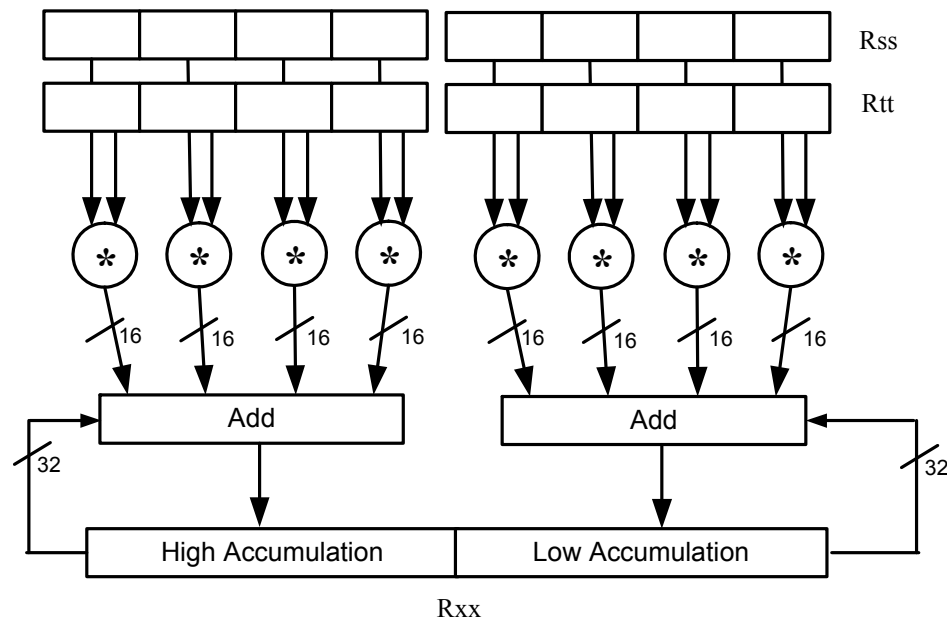 Rss
Rtt
* * * * * * * *
16 16 16 16 16 16 16 16
Add Add
32 32
High Accumulation Low Accumulation
Rxx